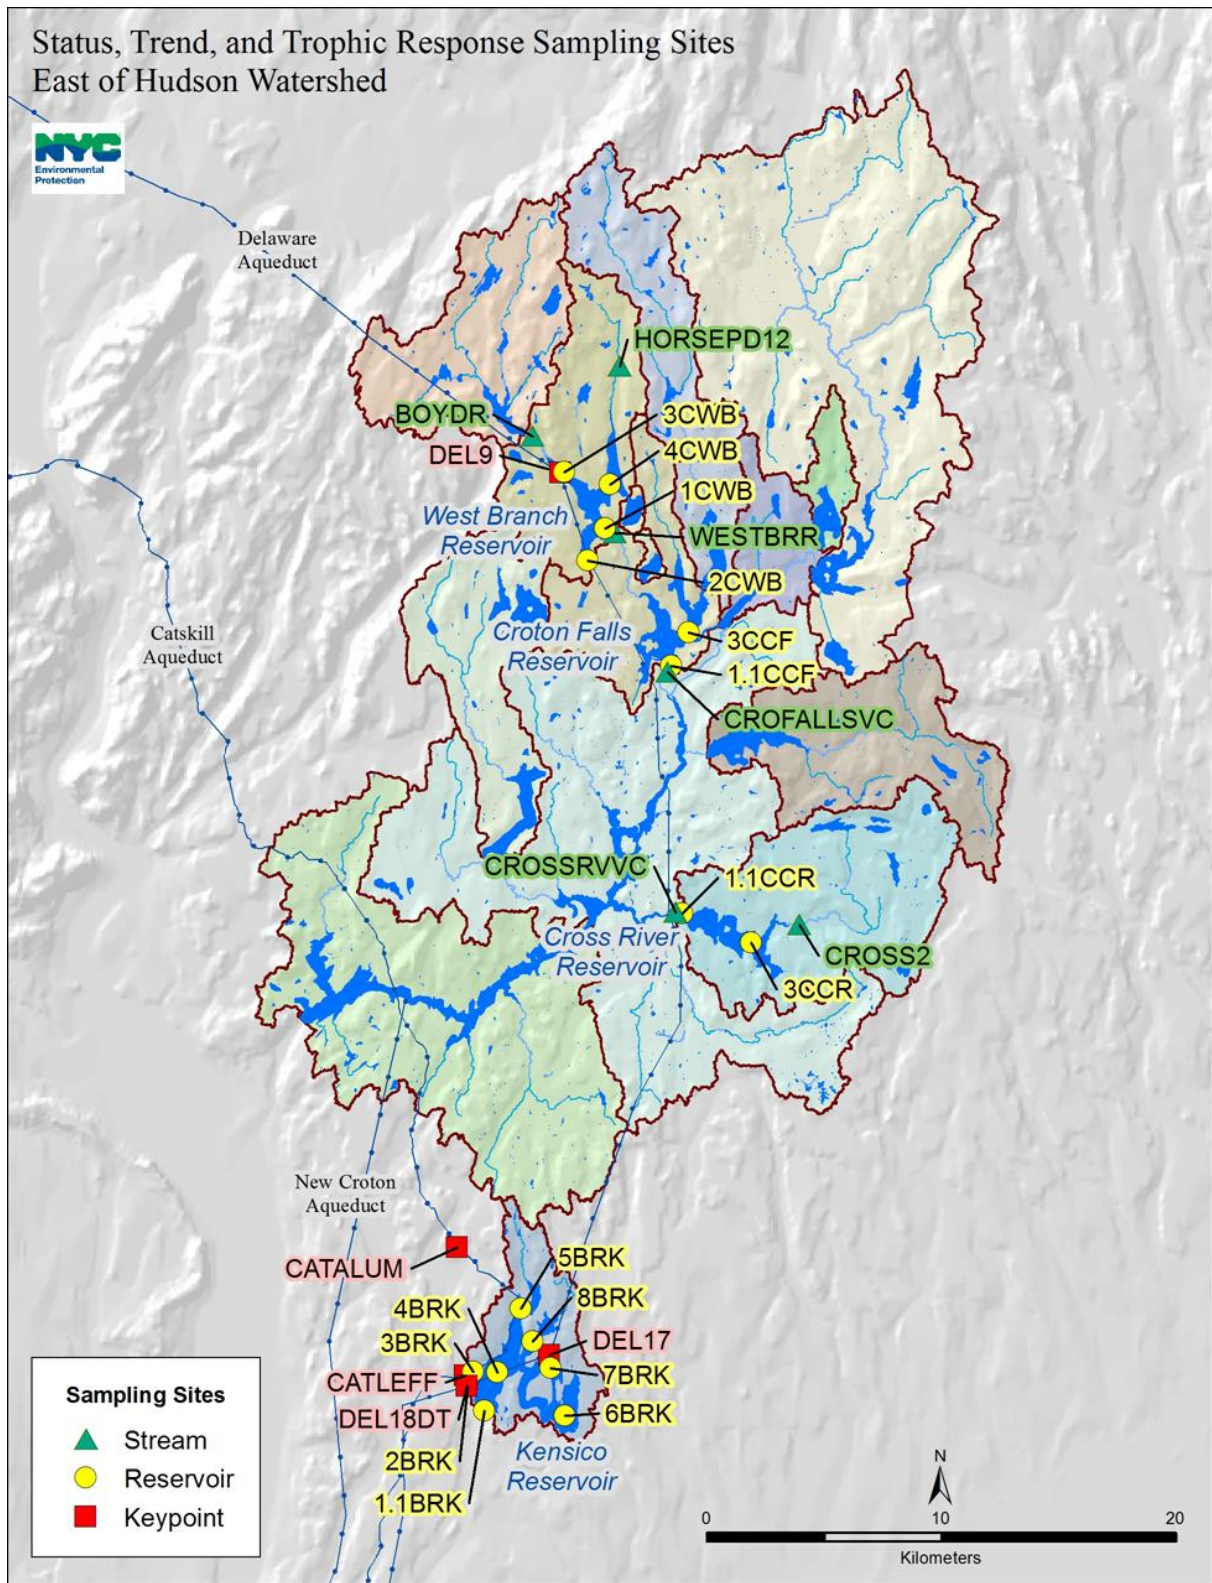 Status, Trend, and Trophic Response Sampling Sites
East of Hudson Watershed
NYC
Environmental
Protection
Delaware
Aqueduct
HORSEPD12
BOYDR
3CWB
DEL9
4CWB
1CWB
West Branch
Reservoir
WESTBRR
2CWB
Catskill
Aqueduct
Croton Falls
Reservoir
3CCF
1.1CCF
CROFALLSVC
CROSSRVVC
1.1CCR
Cross River
Reservoir
CROSS2
3CCR
New Croton
Aqueduct
CATALUM
5BRK
4BRK
8BRK
3BRK
DEL17
CATLEFF
7BRK
DEL18DT
6BRK
2BRK
Kensico
Reservoir
1.1BRK
Sampling Sites
Stream
Reservoir
Keypoint
N
0 10 20
Kilometers